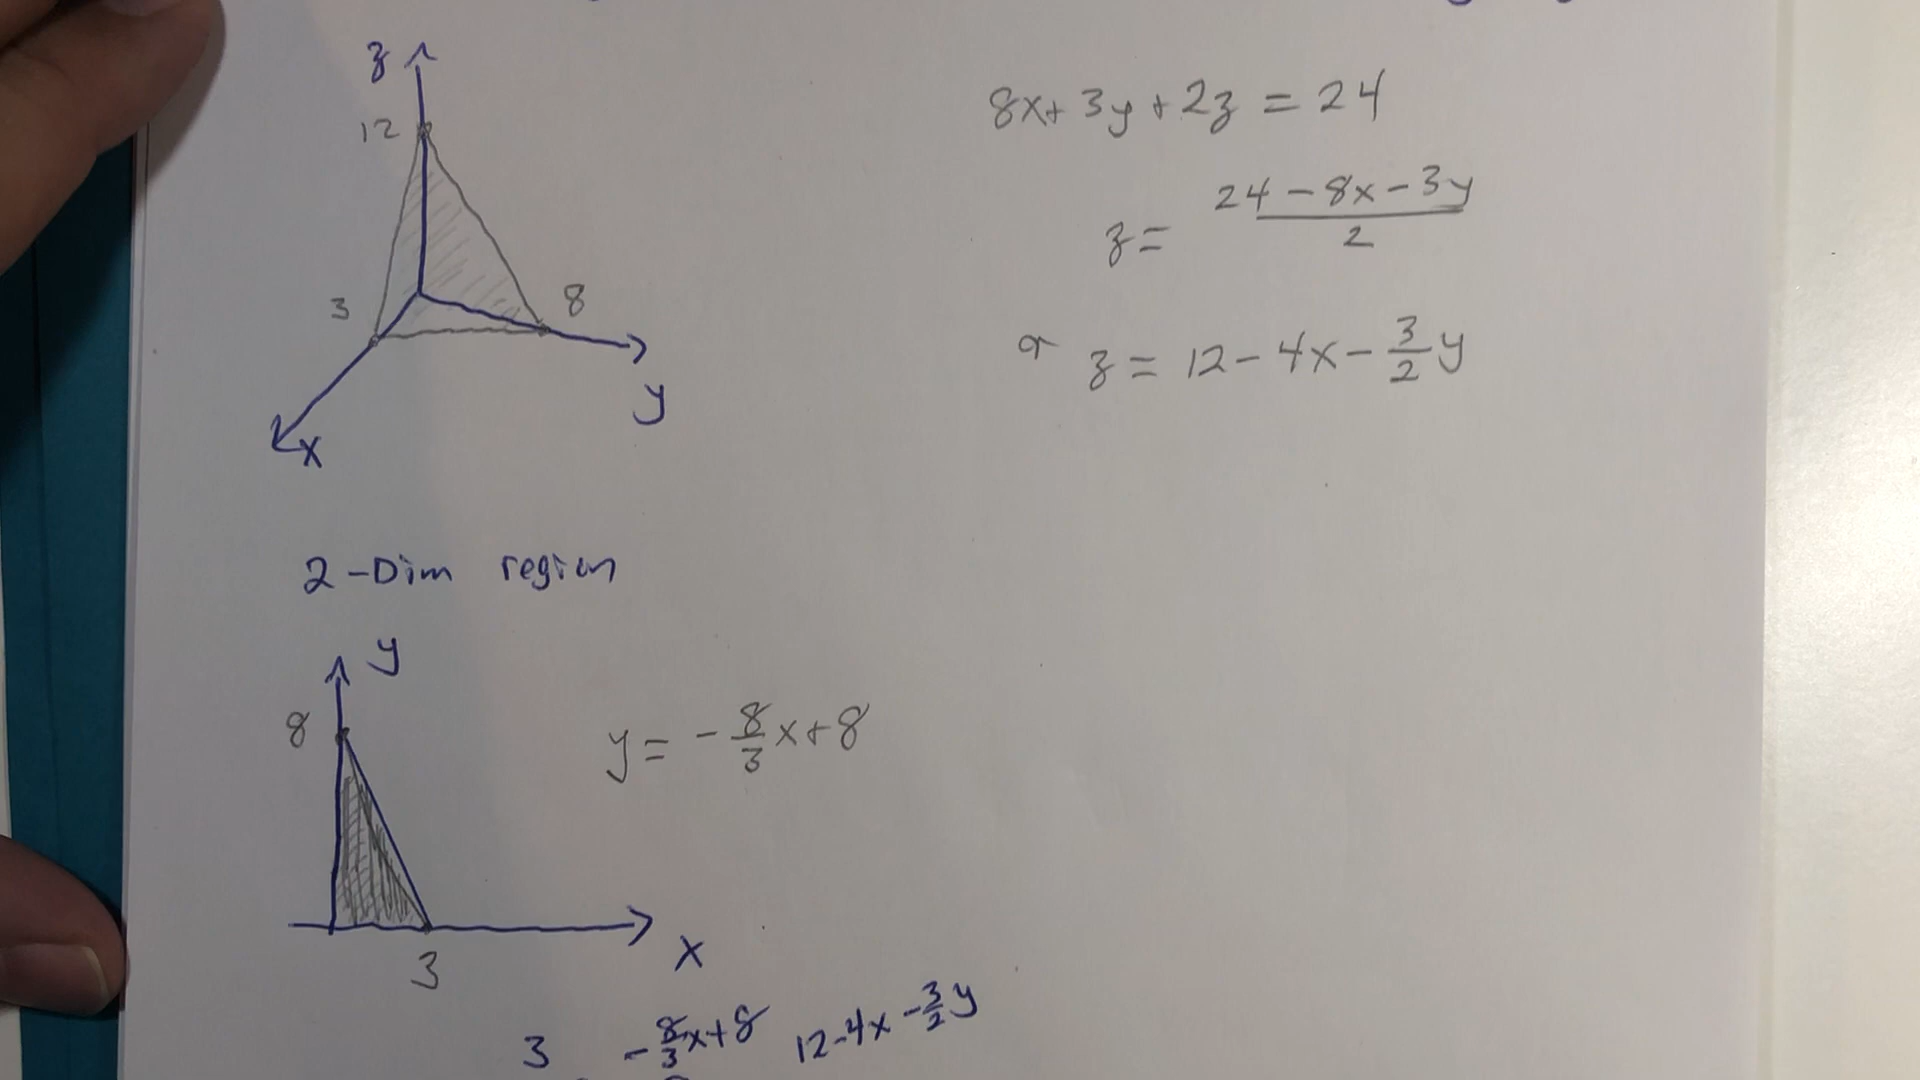 z
12
3
8
y
x
8x + 3y + 2z = 24
z = (24 - 8x - 3y)/2
or z = 12 - 4x - 3/2 y
2-Dim region
y
8
y = -8/3 x + 8
3
x
3 -8/3 x + 8 12 - 4x - 3/2 y